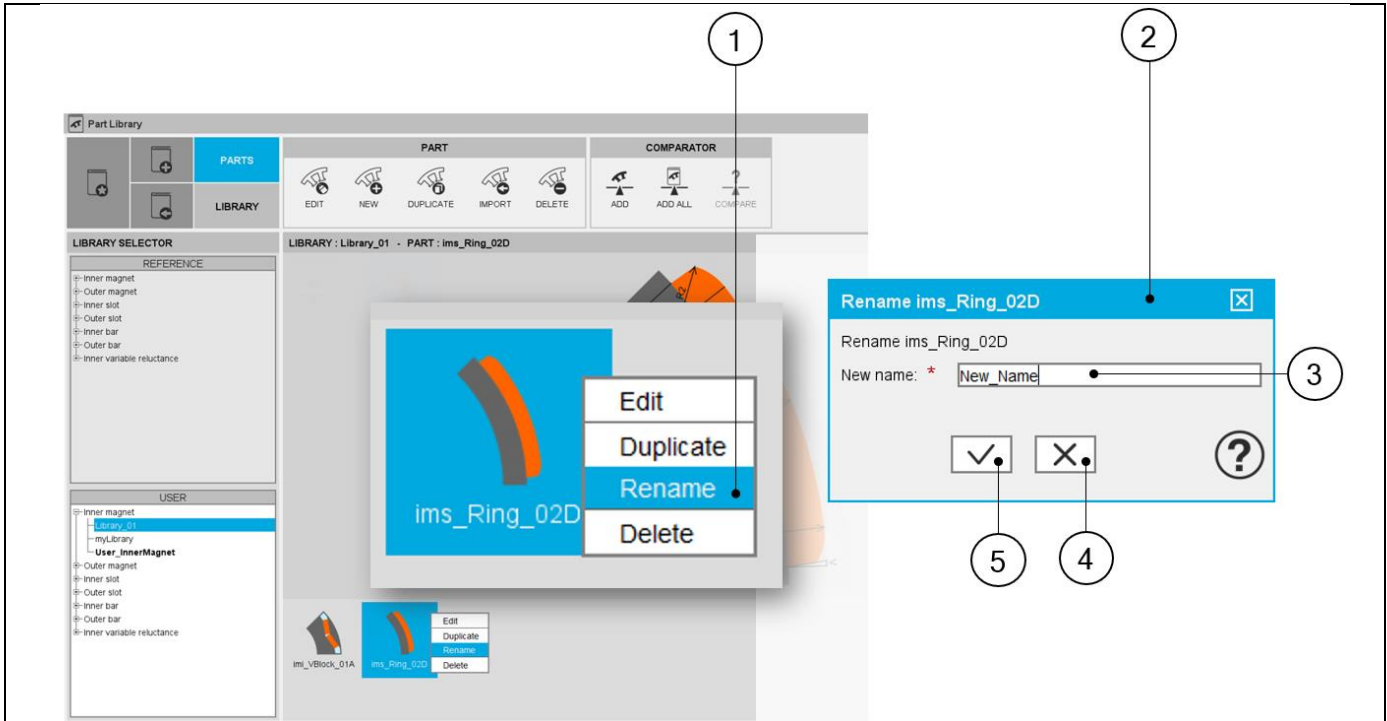 1
2
Part Library
PARTS
LIBRARY
PART
EDIT
NEW
DUPLICATE
IMPORT
DELETE
COMPARATOR
ADD
ADD ALL
COMPARE
LIBRARY SELECTOR
REFERENCE
Inner magnet
Outer magnet
Inner slot
Outer slot
Inner bar
Outer bar
Inner variable reluctance
USER
Inner magnet
Library_01
myLibrary
User_InnerMagnet
Outer magnet
Inner slot
Outer slot
Inner bar
Outer bar
Inner variable reluctance
LIBRARY : Library_01 - PART : ims_Ring_02D
R2
ims_Ring_02D
Edit
Duplicate
Rename
Delete
imi_VBlock_01A
ims_Ring_02D
Edit
Duplicate
Rename
Delete
Rename ims_Ring_02D
Rename ims_Ring_02D
New name: * New_Name
?
3
5
4